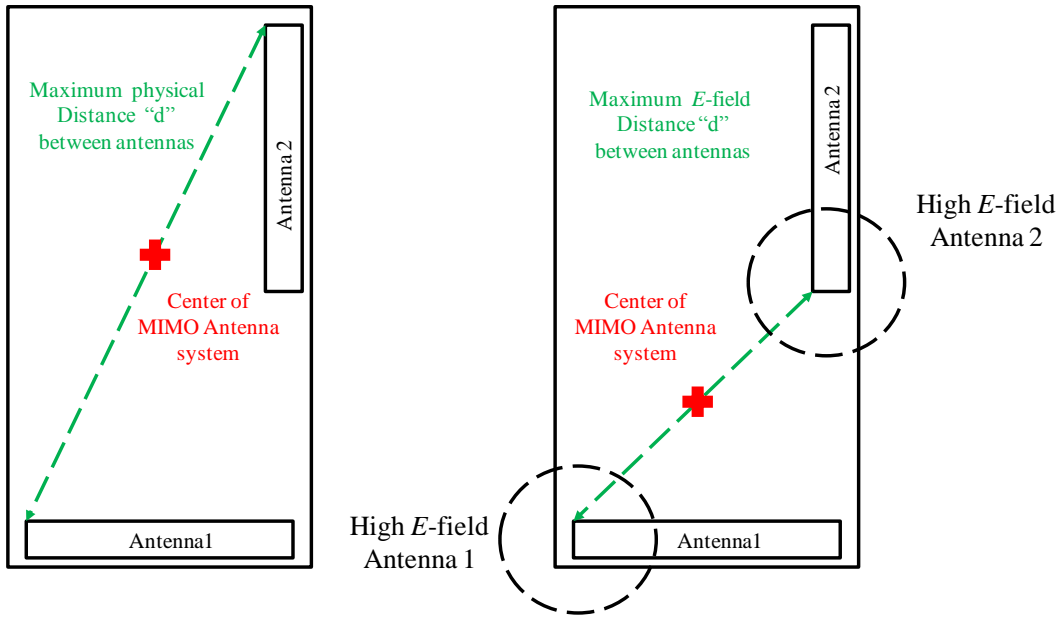 Maximum physical
Distance “d”
between antennas
Antenna 2
Center of
MIMO Antenna
system
Antenna1
Maximum E-field
Distance “d”
between antennas
Antenna 2
High E-field
Antenna 2
Center of
MIMO Antenna
system
High E-field
Antenna 1
Antenna1